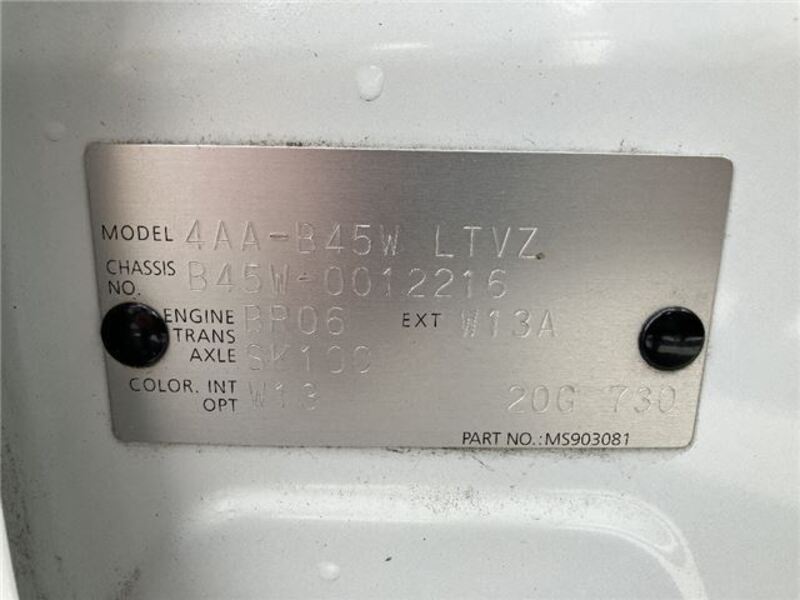 MODEL 4AA-B45W LTVZ
CHASSIS NO. B45W-0012216
ENGINE BR06 EXT W13A
TRANS AXLE SK100
COLOR. INT OPT W13 20G 730
PART NO.:MS903081